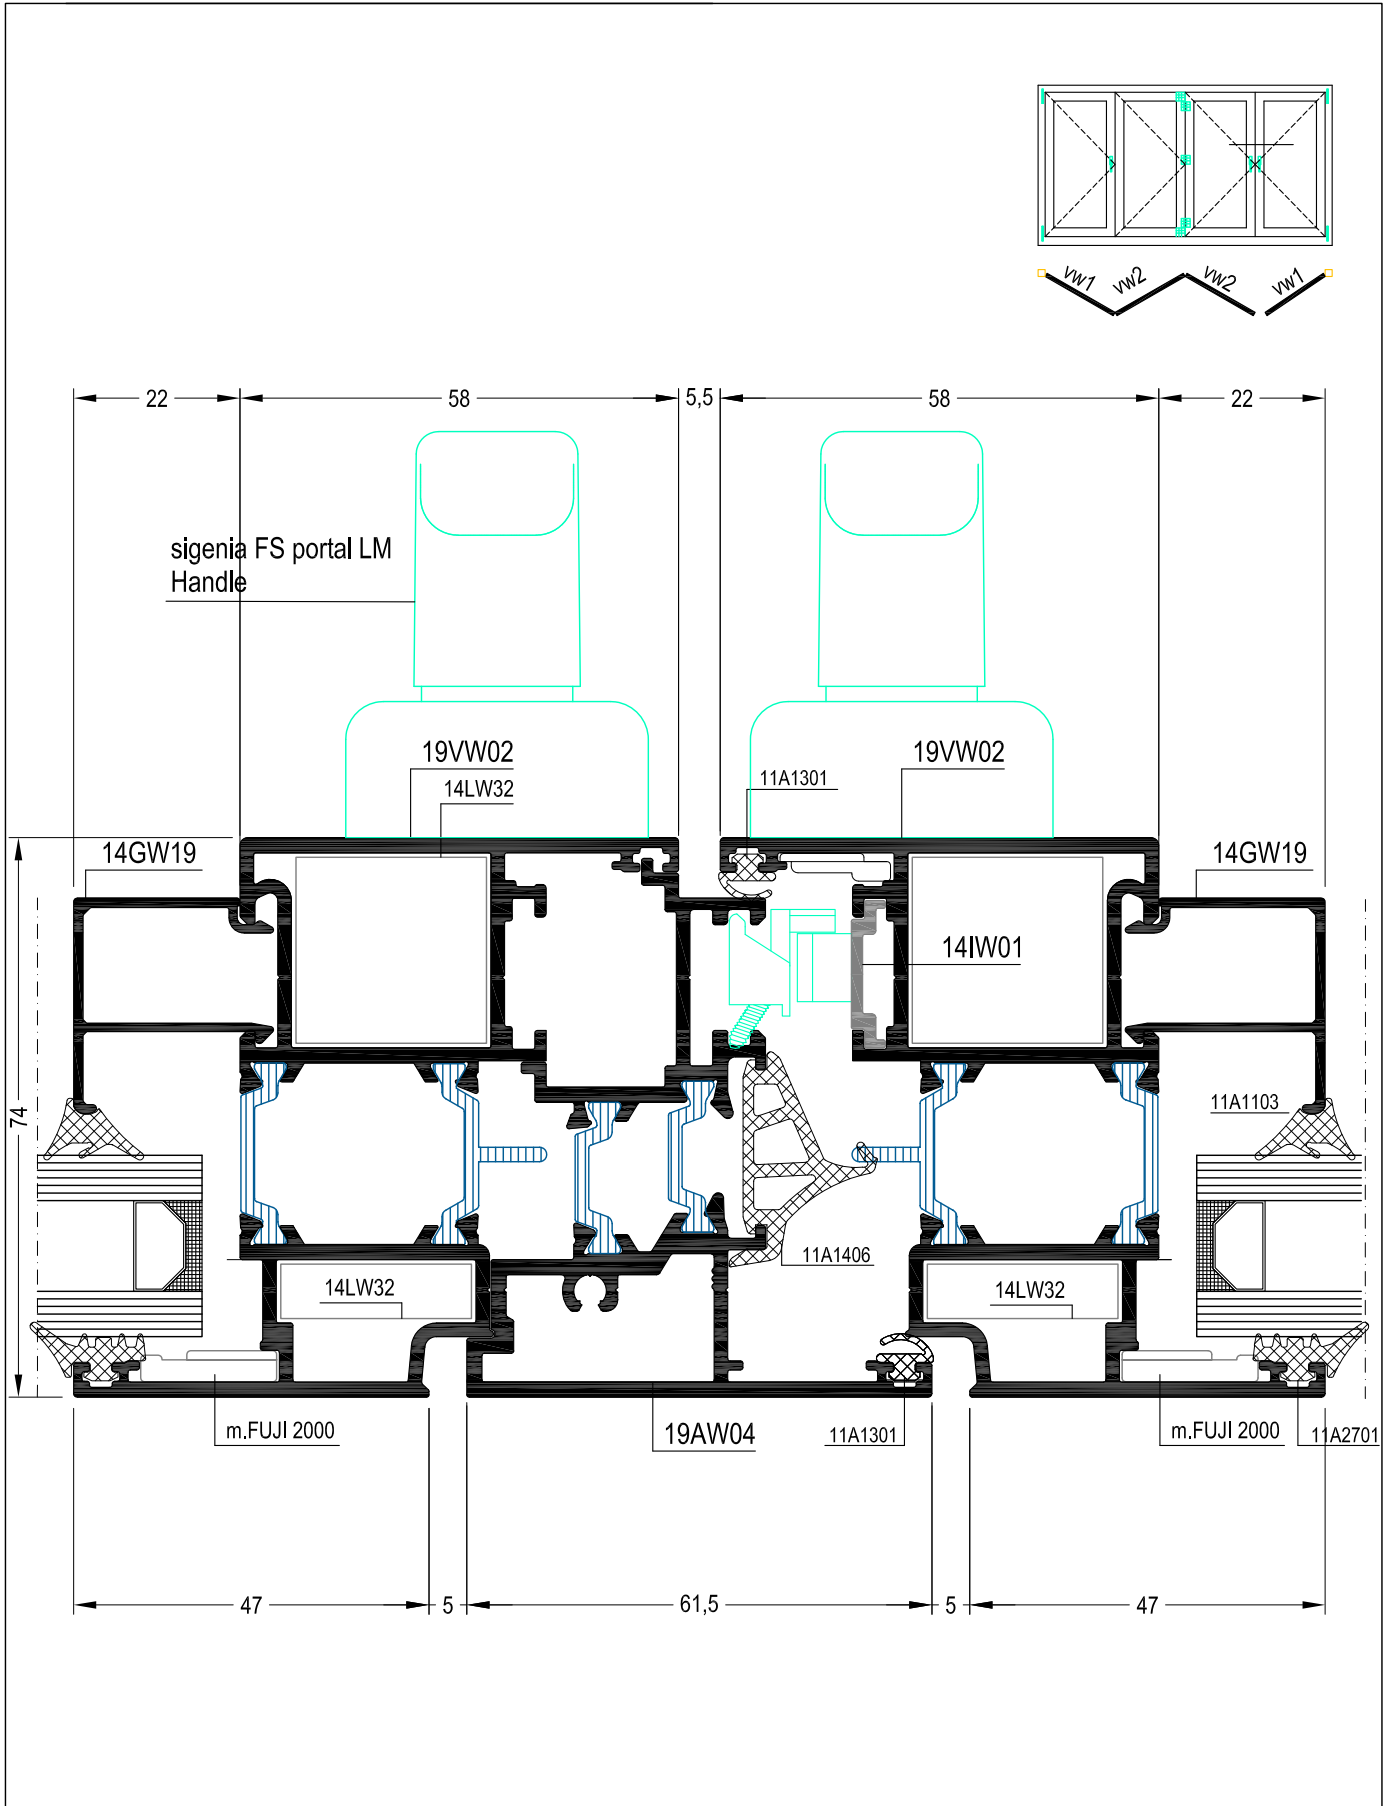 vw1
vw2
vw2
vw1
22
58
5,5
58
22
sigenia FS portal LM
Handle
19VW02
14LW32
11A1301
19VW02
14GW19
14GW19
14IW01
74
11A1103
11A1406
14LW32
14LW32
m.FUJI 2000
19AW04
11A1301
m.FUJI 2000
11A2701
47
5
61,5
5
47